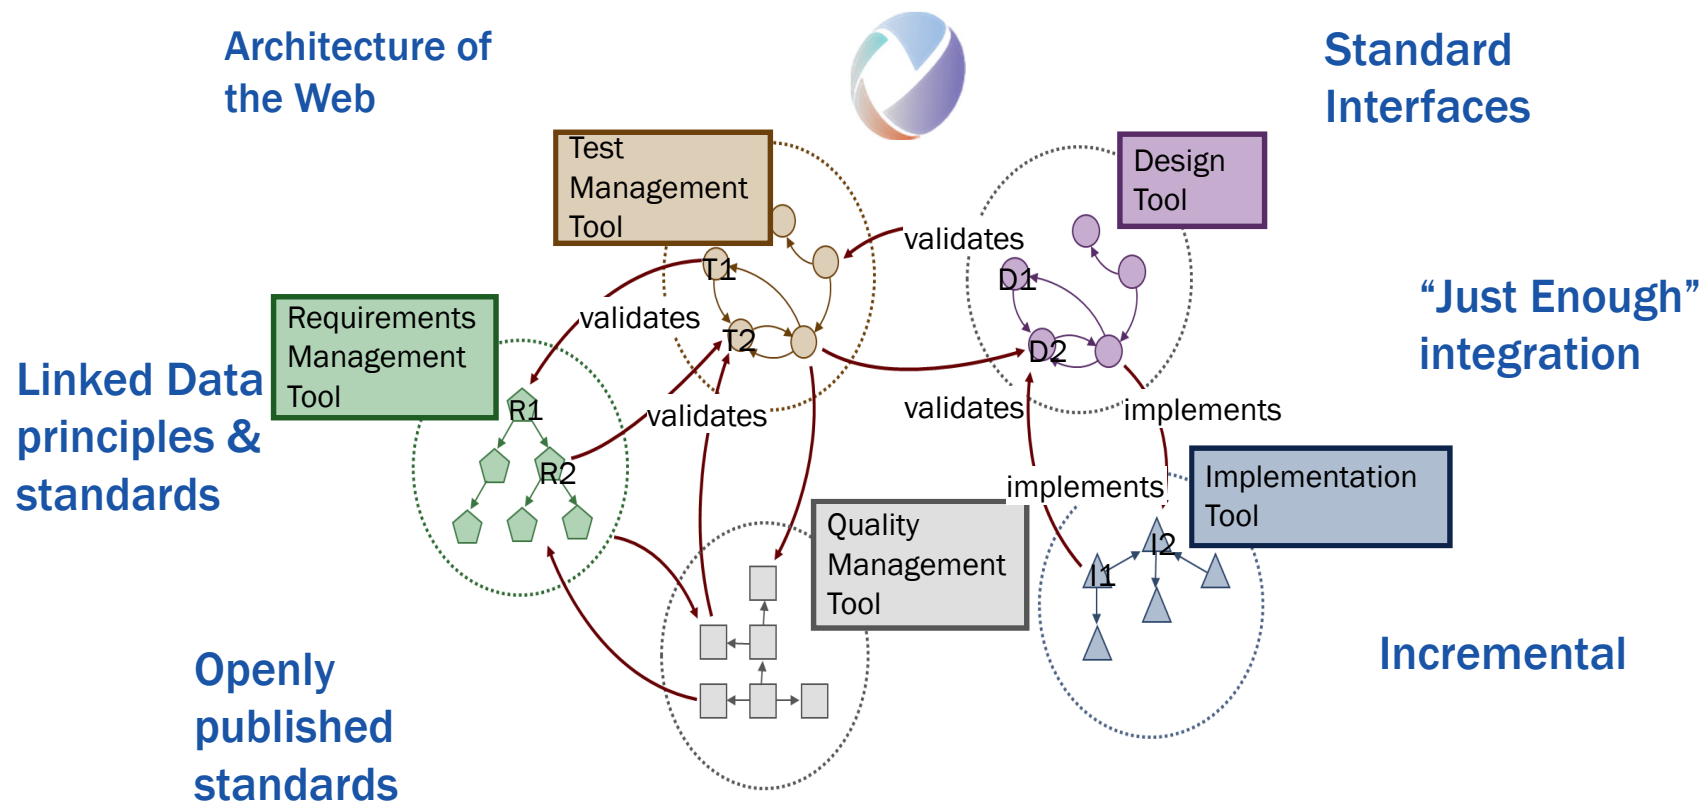 Architecture of
the Web
Standard
Interfaces
Test
Management
Tool
Design
Tool
validates
T1
D1
validates
T2
D2
Requirements
Management
Tool
“Just Enough”
integration
Linked Data
principles &
standards
R1
validates
validates
implements
R2
implements
Implementation
Tool
Quality
Management
Tool
I2
I1
Openly
published
standards
Incremental